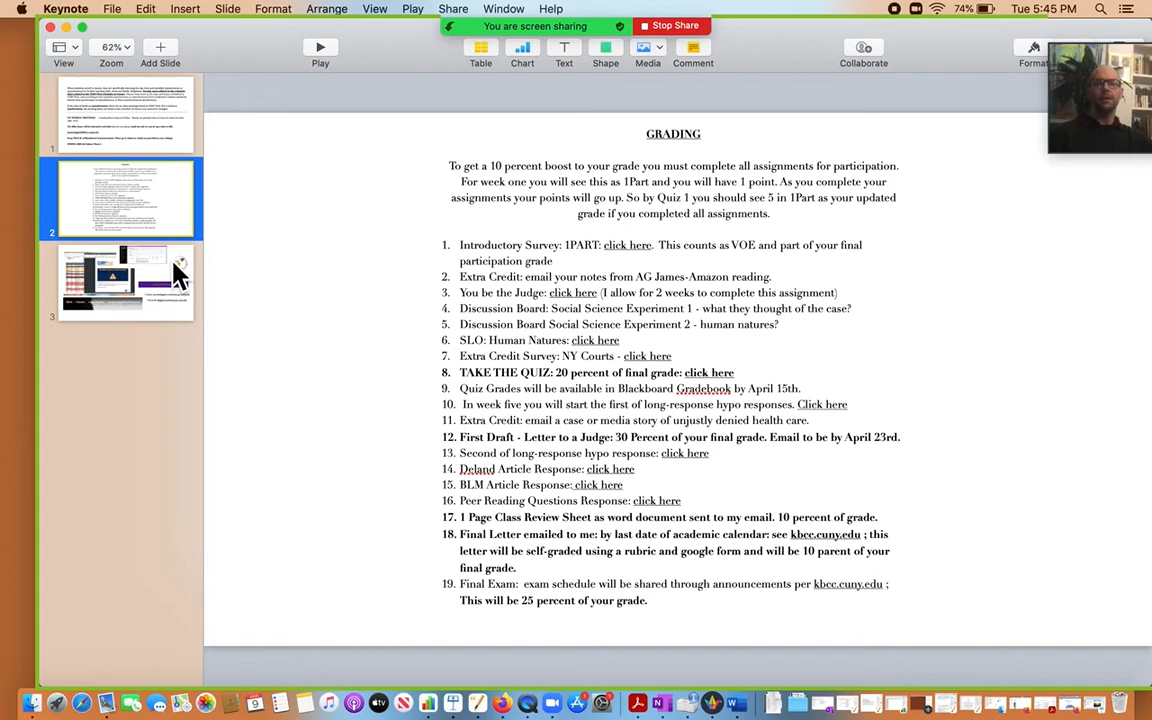 Keynote File Edit Insert Slide Format Arrange View Play Share Window Help 74% Tue 5:45 PM
You are screen sharing Stop Share
62%
View Zoom Add Slide Play Table Chart Text Shape Media Comment Collaborate Format
1
2
3
GRADING
To get a 10 percent boost to your grade you must complete all assignments for participation.
For week one you will see this as 1Part and you will have 1 point. As you complete your
assignments your points will go up. So by Quiz 1 you should see 5 in 1Part as your updated
grade if you completed all assignments.
1. Introductory Survey: 1PART: click here. This counts as VOE and part of your final
participation grade
2. Extra Credit: email your notes from AG James-Amazon reading.
3. You be the Judge: click here (I allow for 2 weeks to complete this assignment)
4. Discussion Board: Social Science Experiment 1 - what they thought of the case?
5. Discussion Board Social Science Experiment 2 - human natures?
6. SLO: Human Natures: click here
7. Extra Credit Survey: NY Courts - click here
8. TAKE THE QUIZ: 20 percent of final grade: click here
9. Quiz Grades will be available in Blackboard Gradebook by April 15th.
10. In week five you will start the first of long-response hypo responses. Click here
11. Extra Credit: email a case or media story of unjustly denied health care.
12. First Draft - Letter to a Judge: 30 Percent of your final grade. Email to be by April 23rd.
13. Second of long-response hypo response: click here
14. Deland Article Response: click here
15. BLM Article Response: click here
16. Peer Reading Questions Response: click here
17. 1 Page Class Review Sheet as word document sent to my email. 10 percent of grade.
18. Final Letter emailed to me: by last date of academic calendar: see kbcc.cuny.edu ; this
letter will be self-graded using a rubric and google form and will be 10 parent of your
final grade.
19. Final Exam: exam schedule will be shared through announcements per kbcc.cuny.edu ;
This will be 25 percent of your grade.